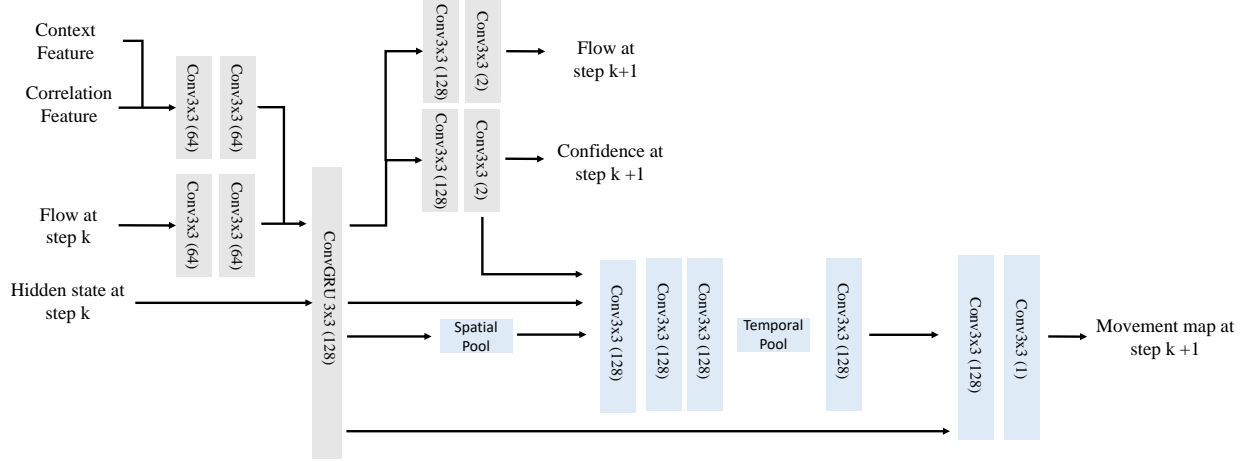 Context
Feature
Correlation
Feature
Conv3x3 (64)
Conv3x3 (64)
Flow at
step k
Conv3x3 (64)
Conv3x3 (64)
Hidden state at
step k
ConvGRU 3x3 (128)
Conv3x3 (128)
Conv3x3 (2)
Flow at
step k+1
Conv3x3 (128)
Conv3x3 (2)
Confidence at
step k +1
Spatial
Pool
Conv3x3 (128)
Conv3x3 (128)
Conv3x3 (128)
Temporal
Pool
Conv3x3 (128)
Conv3x3 (128)
Conv3x3 (1)
Movement map at
step k +1